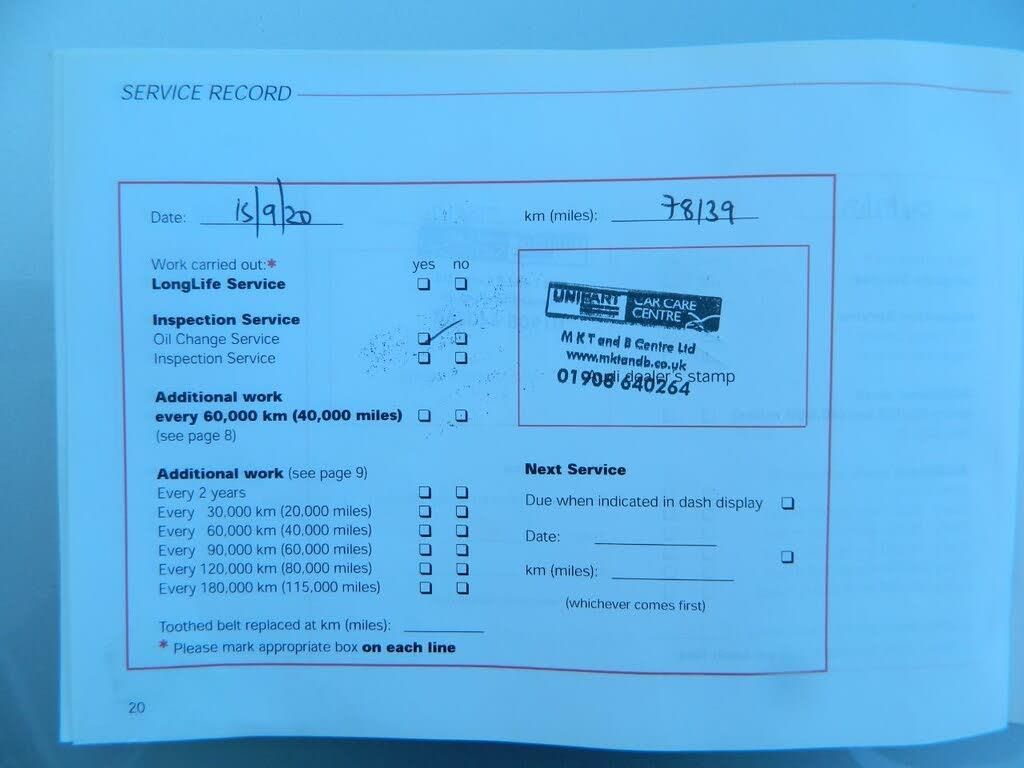 SERVICE RECORD
Date: 15/9/20
km (miles): 78139
Work carried out:* yes no
LongLife Service
Inspection Service
Oil Change Service
Inspection Service
Additional work
every 60,000 km (40,000 miles)
(see page 8)
UNIPART CAR CARE
CENTRE
M K T and B Centre Ltd
www.mktandb.co.uk
Audi dealer's stamp
01908 640264
Additional work (see page 9)
Every 2 years
Every 30,000 km (20,000 miles)
Every 60,000 km (40,000 miles)
Every 90,000 km (60,000 miles)
Every 120,000 km (80,000 miles)
Every 180,000 km (115,000 miles)
Toothed belt replaced at km (miles):
* Please mark appropriate box on each line
Next Service
Due when indicated in dash display
Date:
km (miles):
(whichever comes first)
20